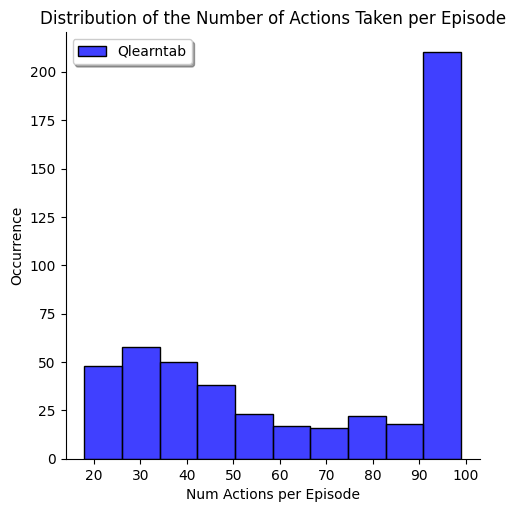 Distribution of the Number of Actions Taken per Episode
Qlearntab
Occurrence
200
175
150
125
100
75
50
25
0
20 30 40 50 60 70 80 90 100
Num Actions per Episode